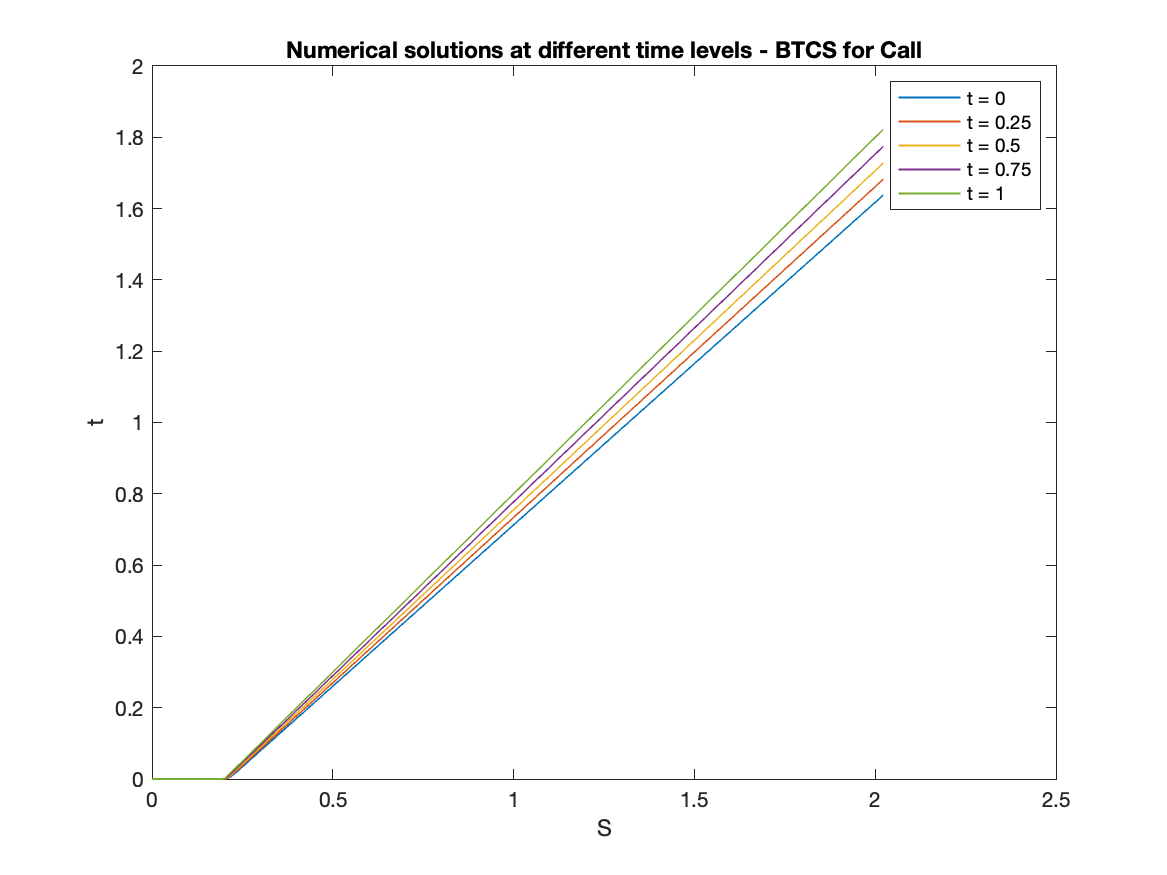 Numerical solutions at different time levels - BTCS for Call
2
1.8
1.6
1.4
1.2
1
0.8
0.6
0.4
0.2
0
t
t = 0
t = 0.25
t = 0.5
t = 0.75
t = 1
0 0.5 1 1.5 2 2.5
S